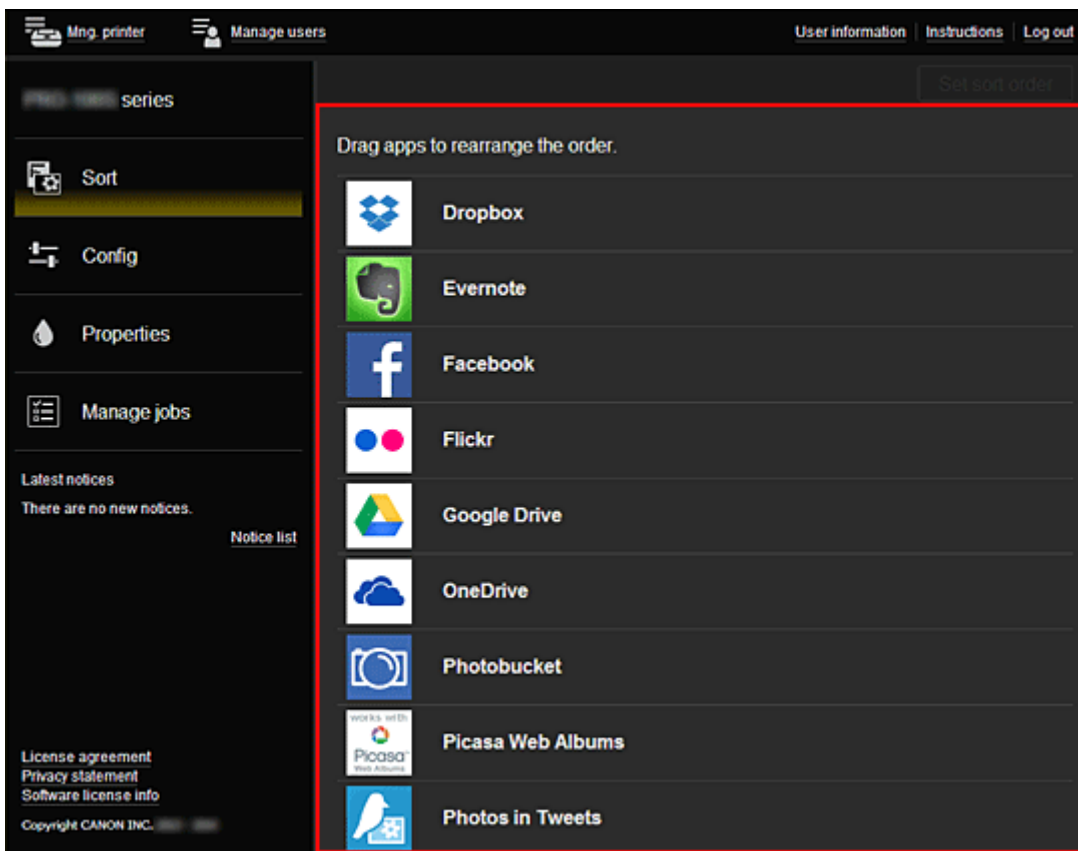 Mng. printer
Manage users
User information
Instructions
Log out
series
Set sort order
Sort
Config
Properties
Manage jobs
Latest notices
There are no new notices.
Notice list
License agreement
Privacy statement
Software license info
Copyright CANON INC.
Drag apps to rearrange the order.
Dropbox
Evernote
Facebook
Flickr
Google Drive
OneDrive
Photobucket
works with
Picasa
Web Albums
Picasa Web Albums
Photos in Tweets